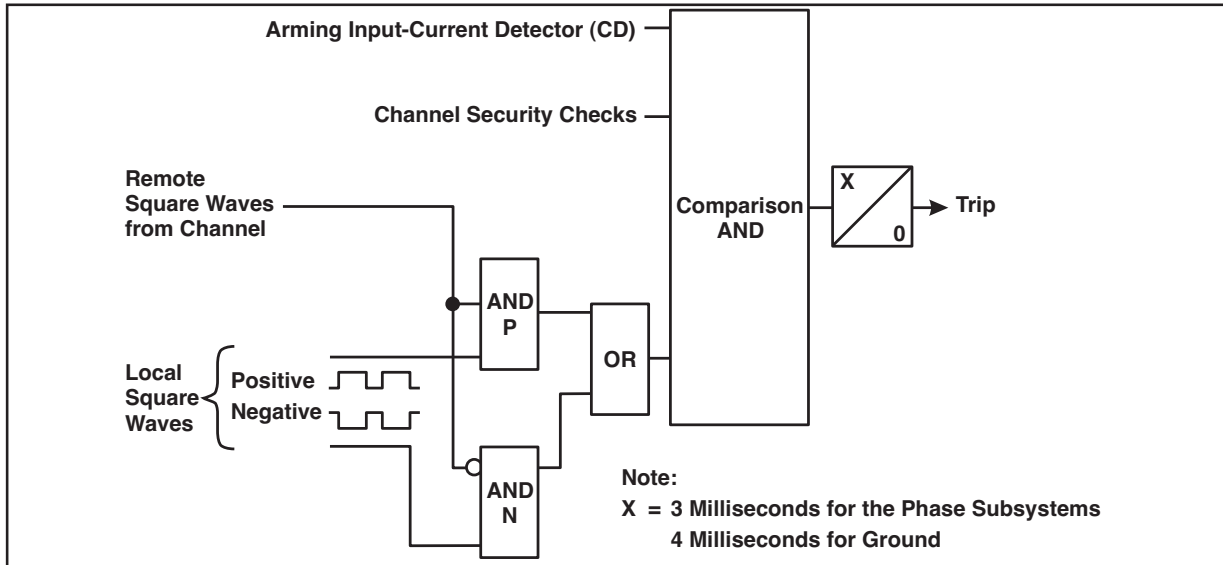 Arming Input-Current Detector (CD)
Channel Security Checks
Remote
Square Waves
from Channel
Comparison
AND
X
0
Trip
AND
P
OR
Local
Square
Waves
Positive
Negative
AND
N
Note:
X = 3 Milliseconds for the Phase Subsystems
4 Milliseconds for Ground